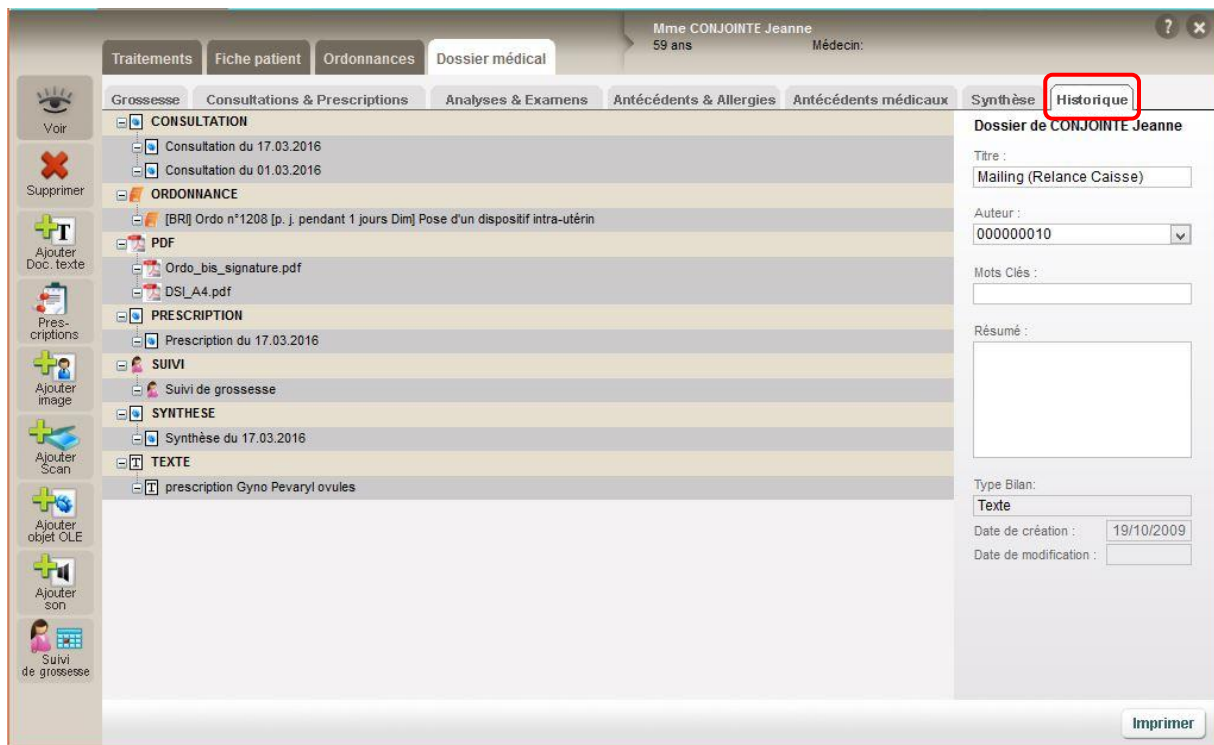 Mme CONJOINTE Jeanne
59 ans Médecin:
? x
Traitements Fiche patient Ordonnances Dossier médical
Grossesse Consultations & Prescriptions Analyses & Examens Antécédents & Allergies Antécédents médicaux Synthèse Historique
Voir
Supprimer
T
Ajouter
Doc. texte
Pres-
criptions
Ajouter
image
Ajouter
Scan
Ajouter
objet OLE
Ajouter
son
Suivi
de grossesse
CONSULTATION
Consultation du 17.03.2016
Consultation du 01.03.2016
ORDONNANCE
[BRI] Ordo n°1208 [p. j. pendant 1 jours Dim] Pose d'un dispositif intra-utérin
PDF
Ordo_bis_signature.pdf
DSI_A4.pdf
PRESCRIPTION
Prescription du 17.03.2016
SUIVI
Suivi de grossesse
SYNTHESE
Synthèse du 17.03.2016
T TEXTE
T prescription Gyno Pevaryl ovules
Dossier de CONJOINTE Jeanne
Titre :
Mailing (Relance Caisse)
Auteur :
000000010
Mots Clés :
Résumé :
Type Bilan:
Texte
Date de création : 19/10/2009
Date de modification :
Imprimer